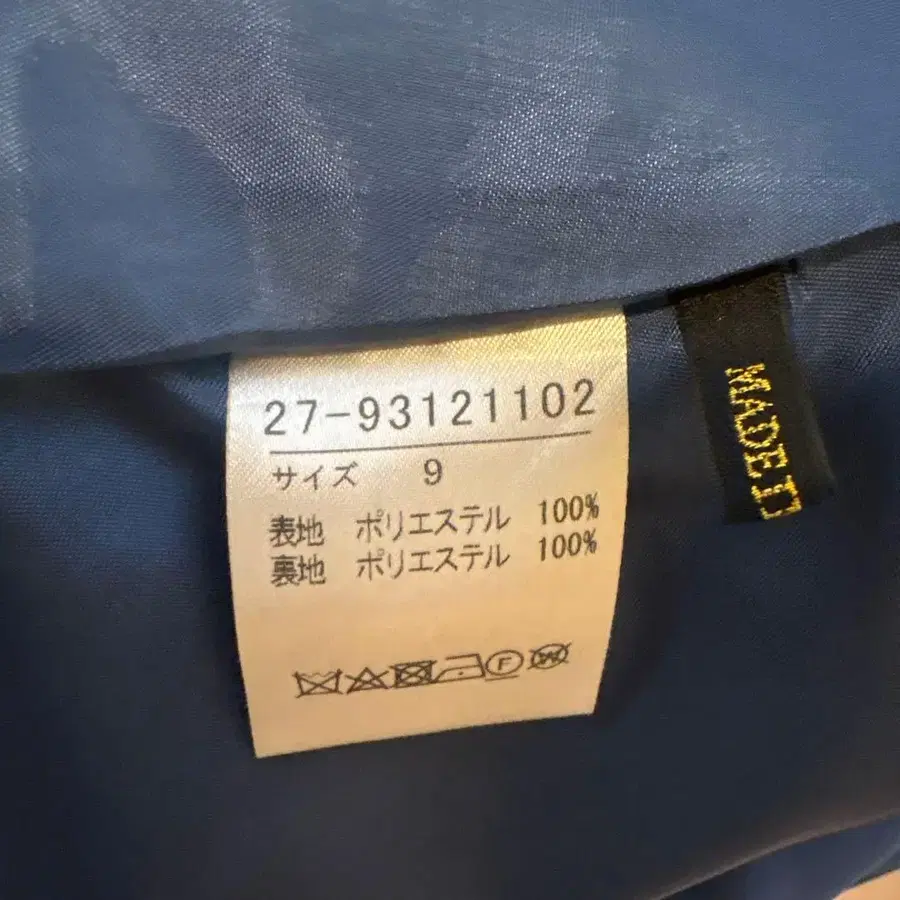 27-93121102
サイズ 9
表地 ポリエステル 100%
裏地 ポリエステル 100%
F
W
MADE